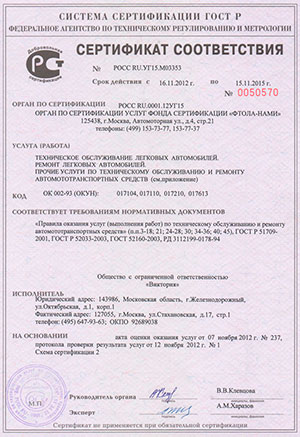 СИСТЕМА СЕРТИФИКАЦИИ ГОСТ Р
ФЕДЕРАЛЬНОЕ АГЕНТСТВО ПО ТЕХНИЧЕСКОМУ РЕГУЛИРОВАНИЮ И МЕТРОЛОГИИ
Добровольная
сертификация
СЕРТИФИКАТ СООТВЕТСТВИЯ
№ РОСС RU.УГ15.М03353
Срок действия с 16.11.2012 г. по 15.11.2015 г.
№ 0050570
ОРГАН ПО СЕРТИФИКАЦИИ РОСС RU.0001.12УГ15
ОРГАН ПО СЕРТИФИКАЦИИ УСЛУГ ФОНДА СЕРТИФИКАЦИИ «ФТОЛА-НАМИ»
125438, г.Москва, Автомоторная ул., д.4, стр.21
телефоны: (499) 153-73-77, 153-77-37
УСЛУГА (РАБОТА)
ТЕХНИЧЕСКОЕ ОБСЛУЖИВАНИЕ ЛЕГКОВЫХ АВТОМОБИЛЕЙ.
РЕМОНТ ЛЕГКОВЫХ АВТОМОБИЛЕЙ.
ПРОЧИЕ УСЛУГИ ПО ТЕХНИЧЕСКОМУ ОБСЛУЖИВАНИЮ И РЕМОНТУ
АВТОМОТОТРАНСПОРТНЫХ СРЕДСТВ (см.приложение)
КОД ОК 002-93 (ОКУН): 017104, 017110, 017210, 017613
СООТВЕТСТВУЕТ ТРЕБОВАНИЯМ НОРМАТИВНЫХ ДОКУМЕНТОВ
«Правила оказания услуг (выполнения работ) по техническому обслуживанию и ремонту
автомототранспортных средств» (п.п.3-18; 21; 24-28; 30; 34-36; 40; 45), ГОСТ Р 51709-
2001, ГОСТ Р 52033-2003, ГОСТ 52160-2003, РД 3112199-0178-94
Общество с ограниченной ответственностью
«Виктория»
ИСПОЛНИТЕЛЬ
Юридический адрес: 143986, Московская область, г.Железнодорожный,
ул.Октябрьская, д.1, корп.1
Фактический адрес: 127055, г.Москва, ул.Стахановская, д.17, стр.1
телефон: (495) 647-93-63; ОКПО 92689038
НА ОСНОВАНИИ акта оценки оказания услуг от 07 ноября 2012 г. № 237,
протокола проверки результата услуг от 12 ноября 2012 г. № 1
Схема сертификации 2
Руководитель органа В.В.Клевцова
М.П.
Эксперт А.М.Харазов
Сертификат не применяется при обязательной сертификации